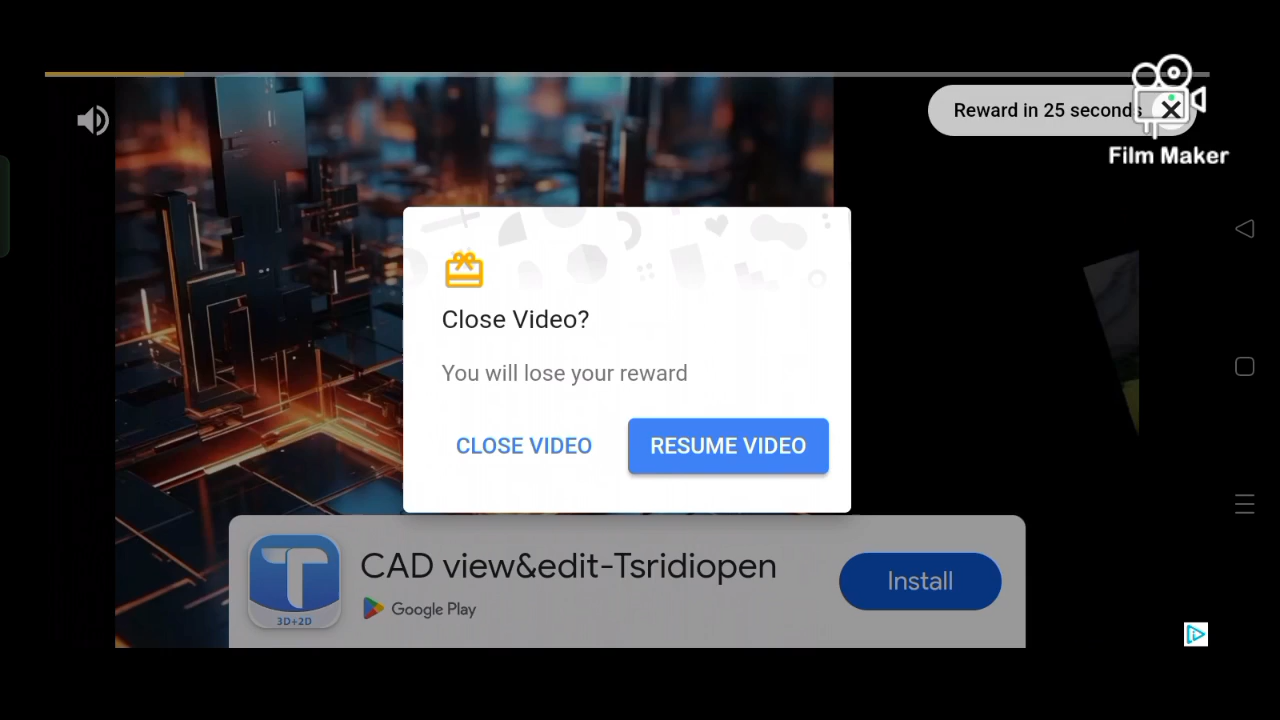 Reward in 25 seconds
Film Maker
Close Video?
You will lose your reward
CLOSE VIDEO
RESUME VIDEO
CAD view&edit-Tsridiopen
Google Play
Install
3D+2D